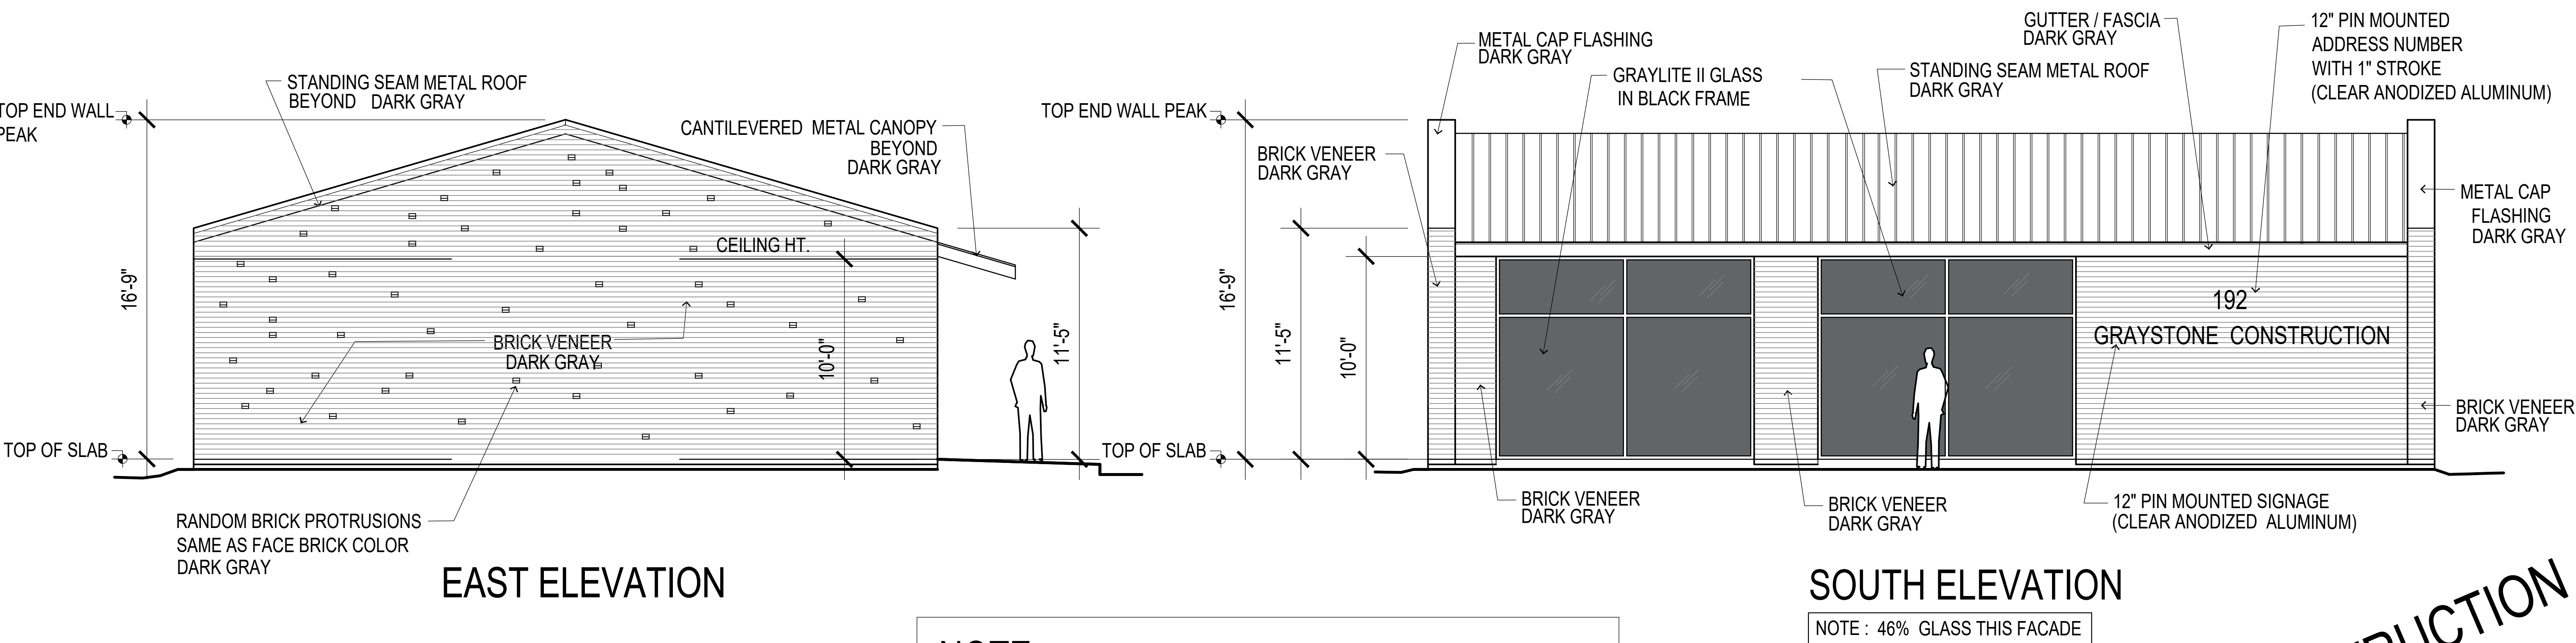 TOP END WALL
PEAK
STANDING SEAM METAL ROOF
BEYOND DARK GRAY
CANTILEVERED METAL CANOPY
BEYOND
DARK GRAY
CEILING HT.
16'-9"
BRICK VENEER
DARK GRAY
10'-0"
11'-5"
TOP OF SLAB
RANDOM BRICK PROTRUSIONS
SAME AS FACE BRICK COLOR
DARK GRAY
EAST ELEVATION
TOP END WALL PEAK
METAL CAP FLASHING
DARK GRAY
GRAYLITE II GLASS
IN BLACK FRAME
STANDING SEAM METAL ROOF
DARK GRAY
GUTTER / FASCIA
DARK GRAY
12" PIN MOUNTED
ADDRESS NUMBER
WITH 1" STROKE
(CLEAR ANODIZED ALUMINUM)
BRICK VENEER
DARK GRAY
METAL CAP
FLASHING
DARK GRAY
16'-9"
11'-5"
10'-0"
192
GRAYSTONE CONSTRUCTION
BRICK VENEER
DARK GRAY
TOP OF SLAB
BRICK VENEER
DARK GRAY
BRICK VENEER
DARK GRAY
12" PIN MOUNTED SIGNAGE
(CLEAR ANODIZED ALUMINUM)
SOUTH ELEVATION
NOTE : 46% GLASS THIS FACADE